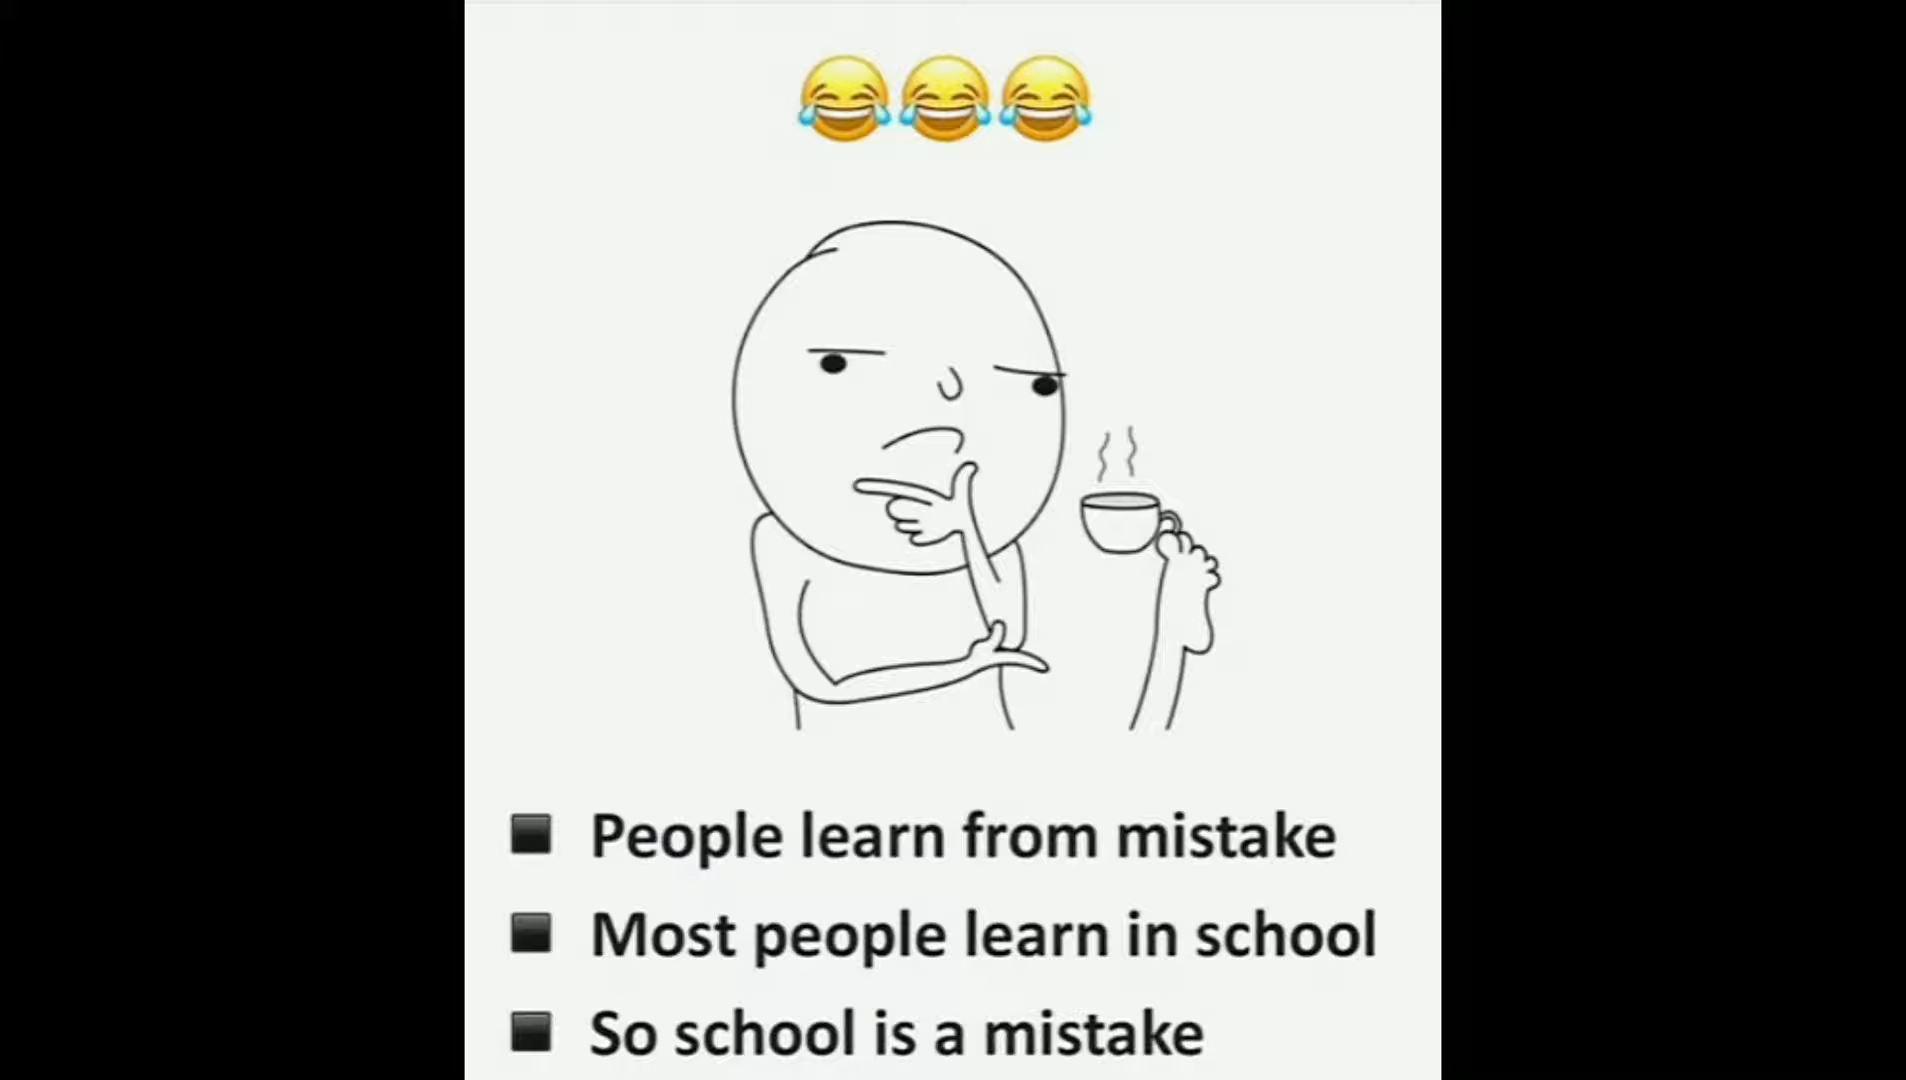 😂😂😂
▪ People learn from mistake
▪ Most people learn in school
▪ So school is a mistake